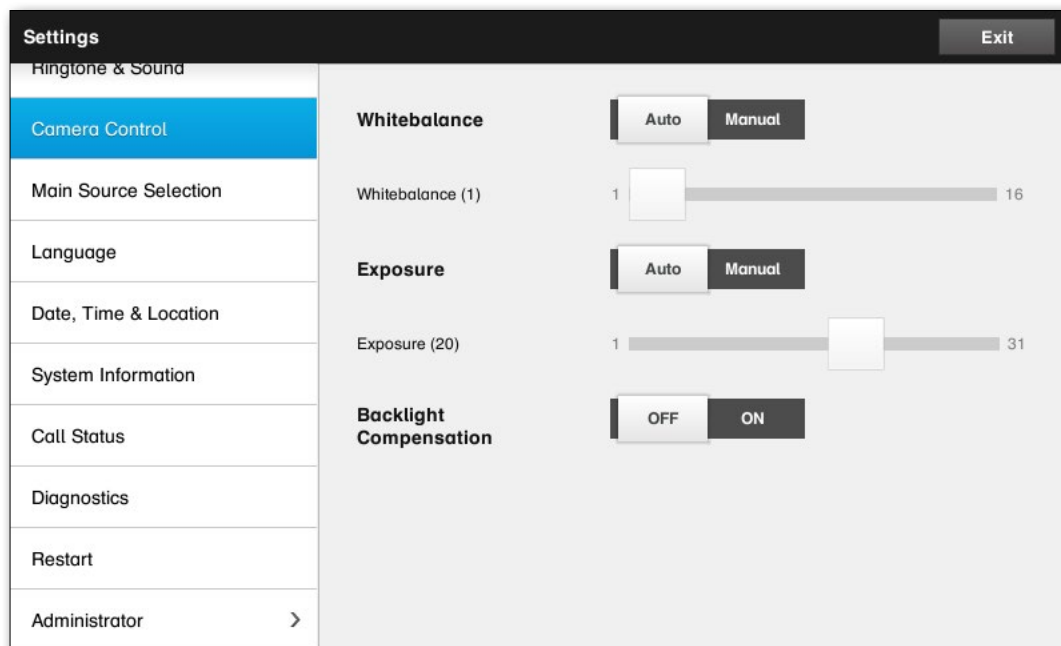 Settings
Exit
Ringtone & Sound
Camera Control
Main Source Selection
Language
Date, Time & Location
System Information
Call Status
Diagnostics
Restart
Administrator
Whitebalance
Auto
Manual
Whitebalance (1)
1
16
Exposure
Auto
Manual
Exposure (20)
1
31
Backlight
Compensation
OFF
ON